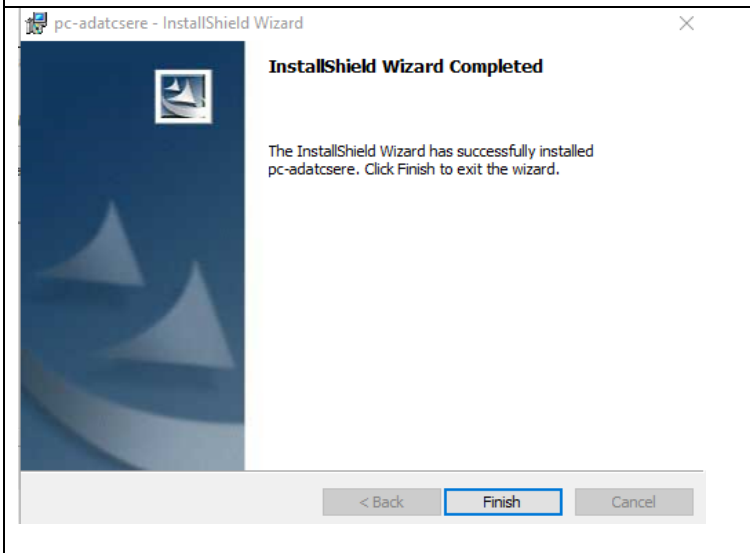 pc-adatcsere - InstallShield Wizard
InstallShield Wizard Completed
The InstallShield Wizard has successfully installed
pc-adatcsere. Click Finish to exit the wizard.
< Back
Finish
Cancel